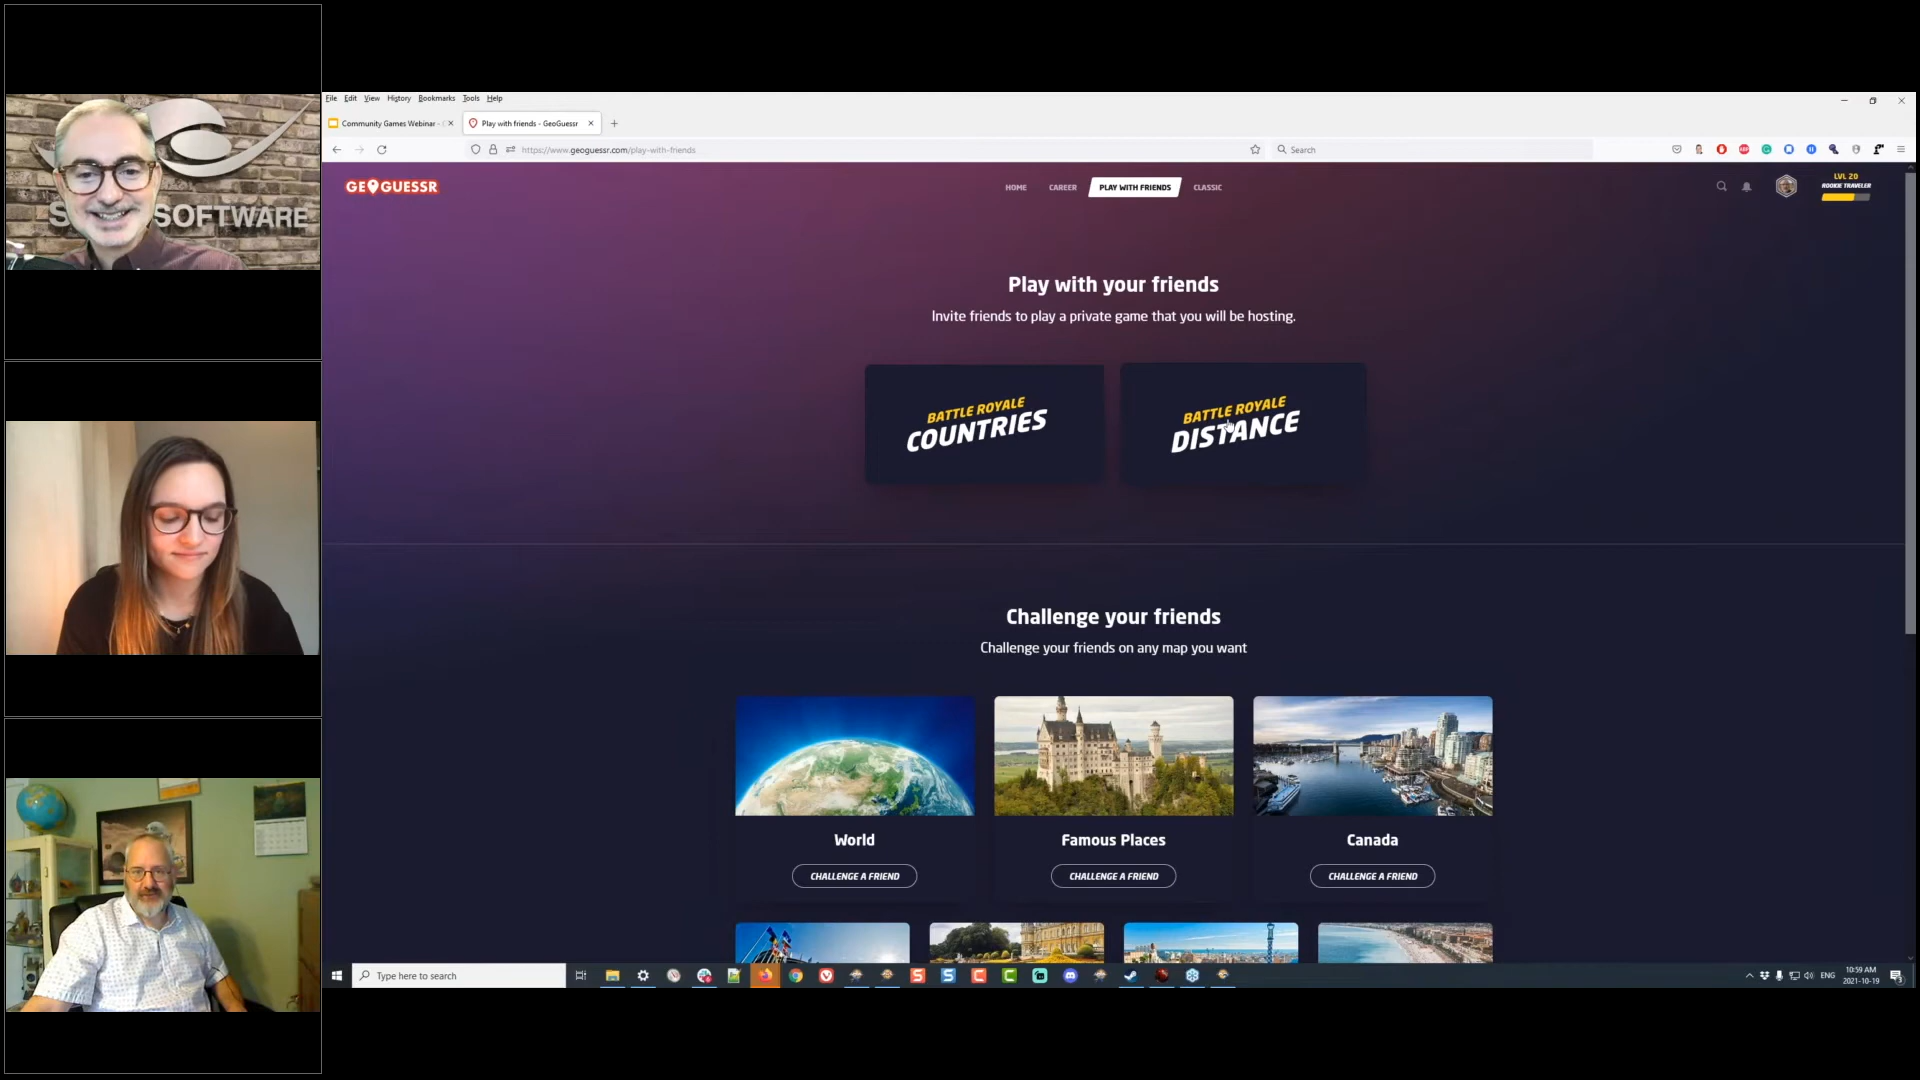 SOFTWARE
File Edit View History Bookmarks Tools Help
Community Games Webinar -
Play with friends - GeoGuessr
https://www.geoguessr.com/play-with-friends
Search
GEOGUESSR
HOME CAREER PLAY WITH FRIENDS CLASSIC
LVL 20
ROOKIE TRAVELER
Play with your friends
Invite friends to play a private game that you will be hosting.
BATTLE ROYALE
COUNTRIES
BATTLE ROYALE
DISTANCE
Challenge your friends
Challenge your friends on any map you want
World
Famous Places
Canada
CHALLENGE A FRIEND
CHALLENGE A FRIEND
CHALLENGE A FRIEND
Type here to search
ENG
10:59 AM
2021-10-19